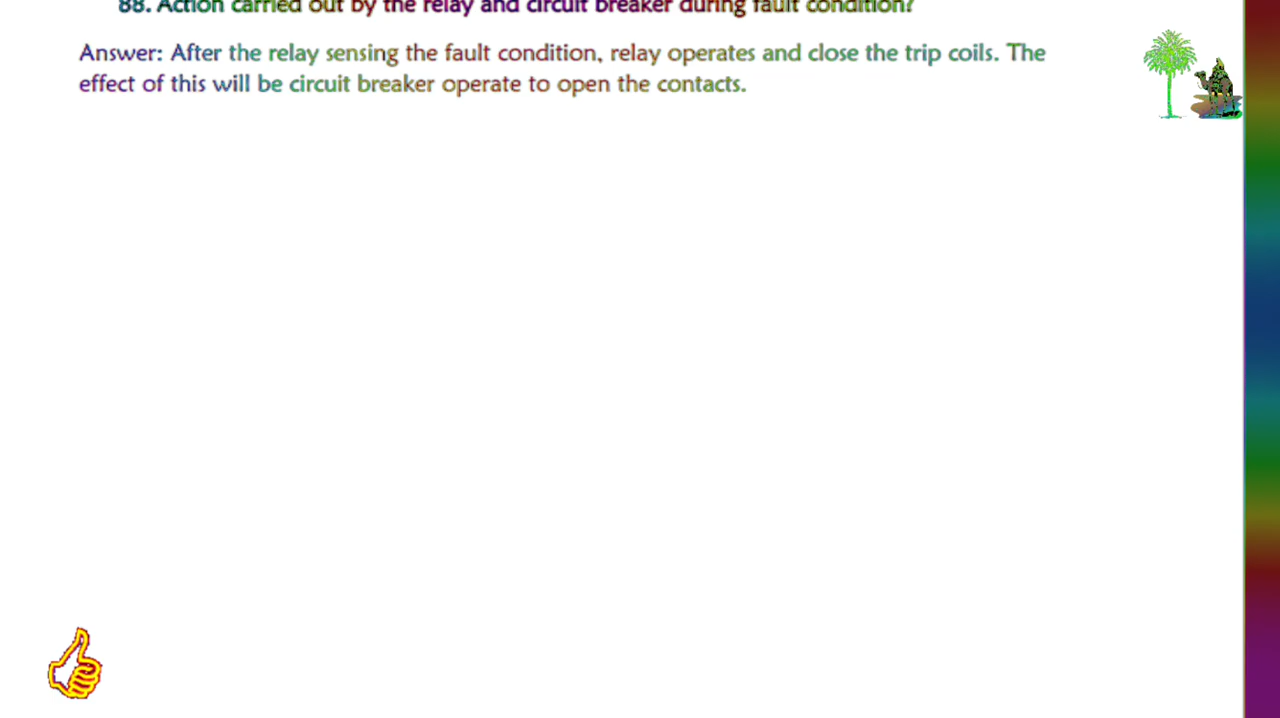 88. Action carried out by the relay and circuit breaker during fault condition?
Answer: After the relay sensing the fault condition, relay operates and close the trip coils. The
effect of this will be circuit breaker operate to open the contacts.